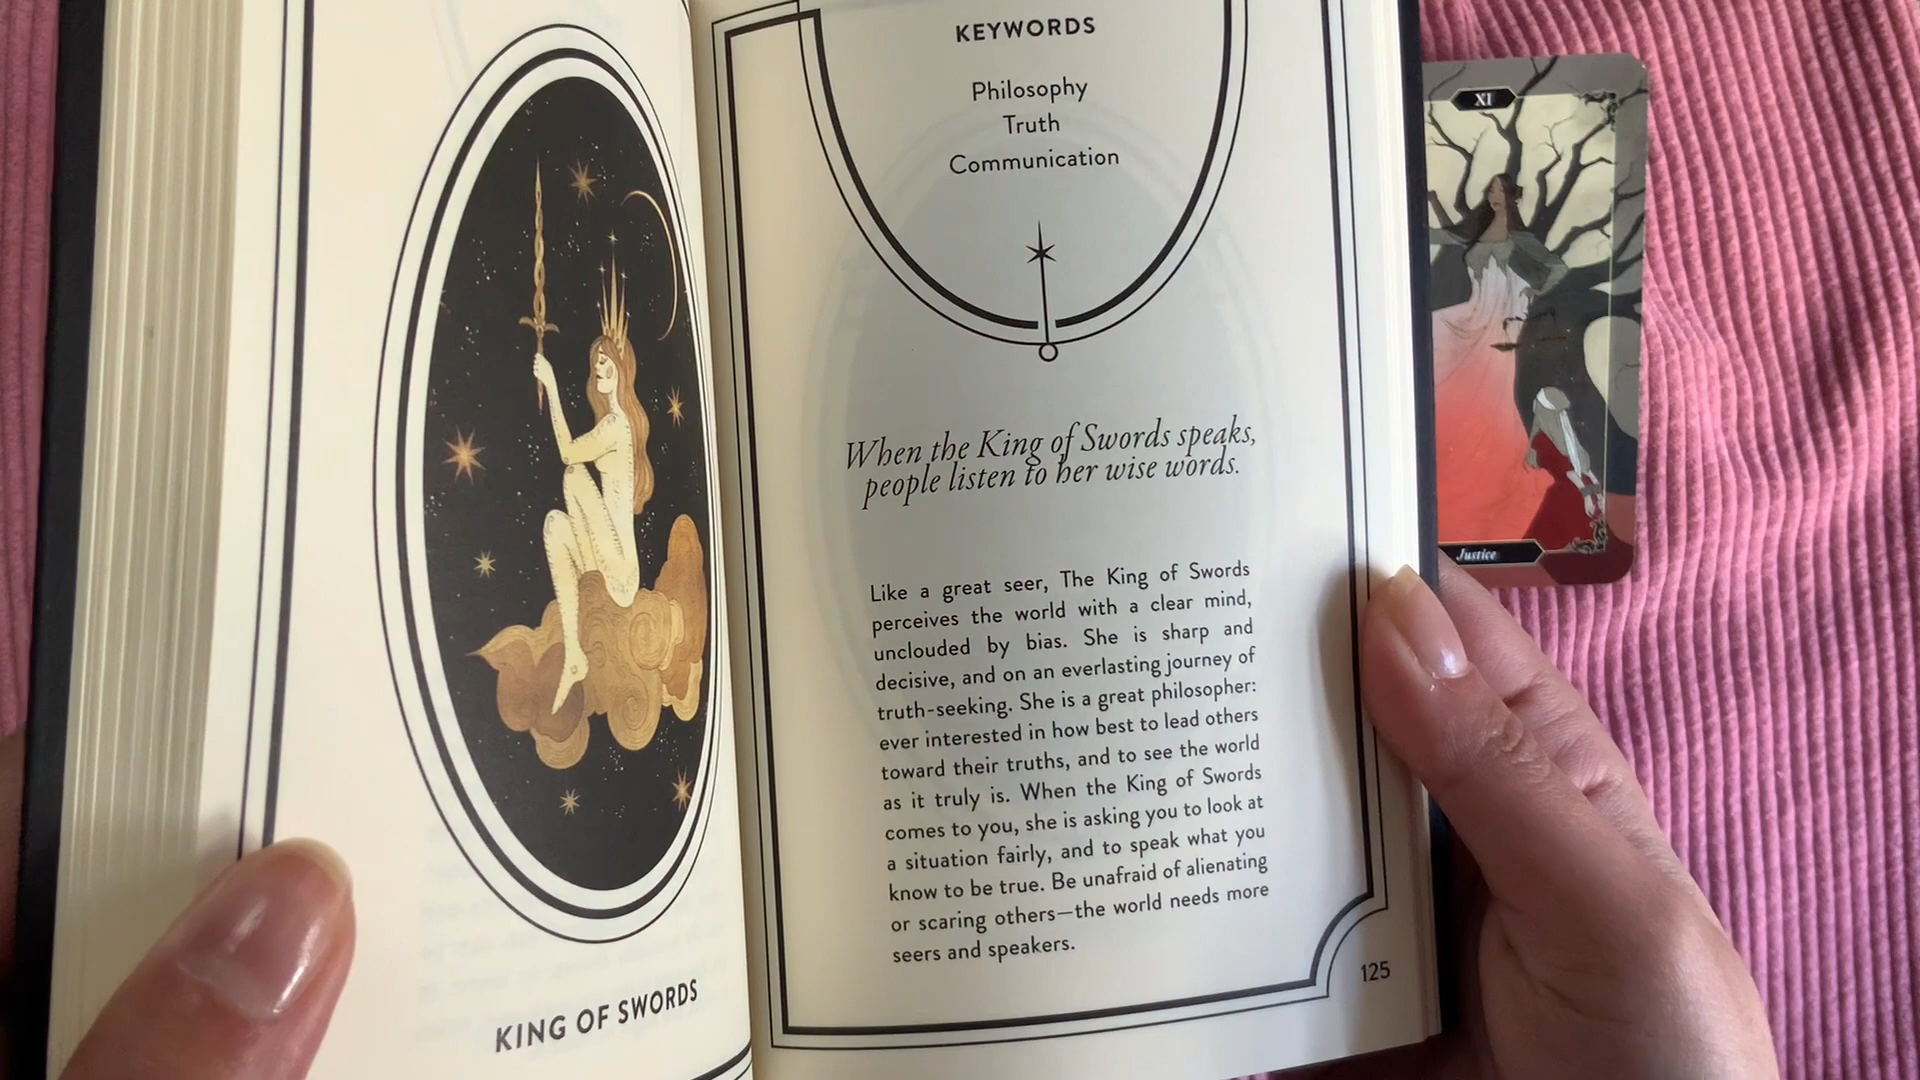 KING OF SWORDS
KEYWORDS
Philosophy
Truth
Communication
When the King of Swords speaks,
people listen to her wise words.
Like a great seer, The King of Swords
perceives the world with a clear mind,
unclouded by bias. She is sharp and
decisive, and on an everlasting journey of
truth-seeking. She is a great philosopher:
ever interested in how best to lead others
toward their truths, and to see the world
as it truly is. When the King of Swords
comes to you, she is asking you to look at
a situation fairly, and to speak what you
know to be true. Be unafraid of alienating
or scaring others—the world needs more
seers and speakers.
125
XI
Justice